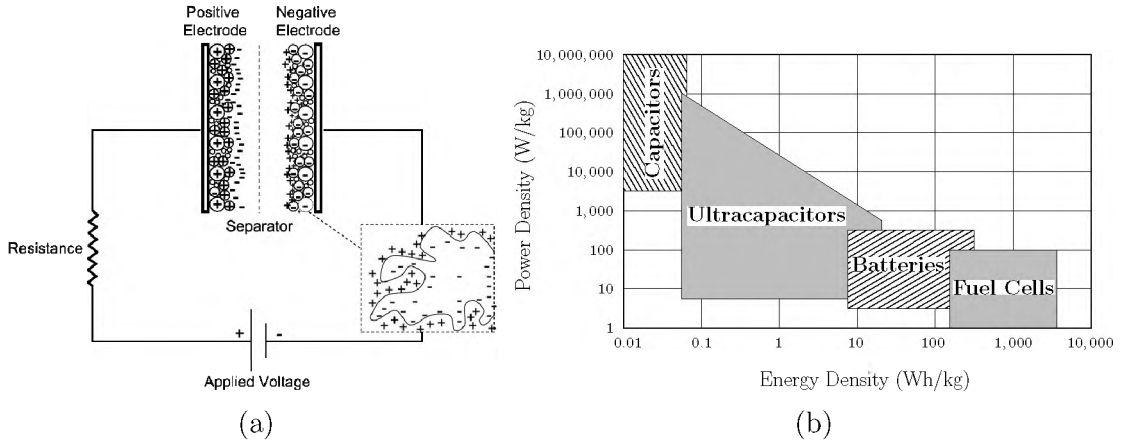 Positive
Electrode
Negative
Electrode
Separator
Resistance
+ -
Applied Voltage
(a)
Power Density (W/kg)
10,000,000
1,000,000
100,000
10,000
1,000
100
10
1
Capacitors
Ultracapacitors
Batteries
Fuel Cells
0.01 0.1 1 10 100 1,000 10,000
Energy Density (Wh/kg)
(b)